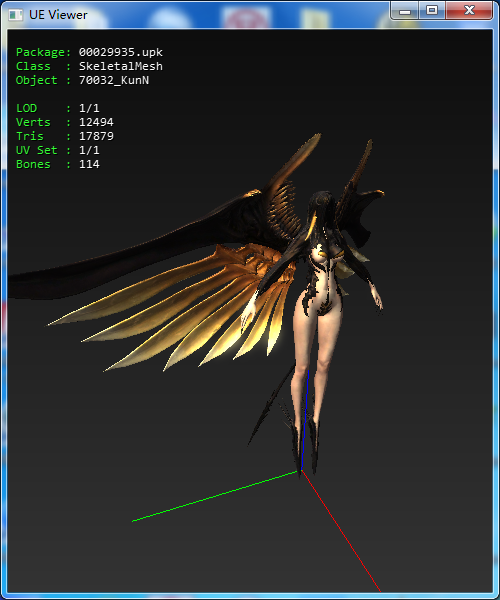 UE Viewer
Package: 00029935.upk
Class : SkeletalMesh
Object : 70032_KunN
LOD : 1/1
Verts : 12494
Tris : 17879
UV Set : 1/1
Bones : 114